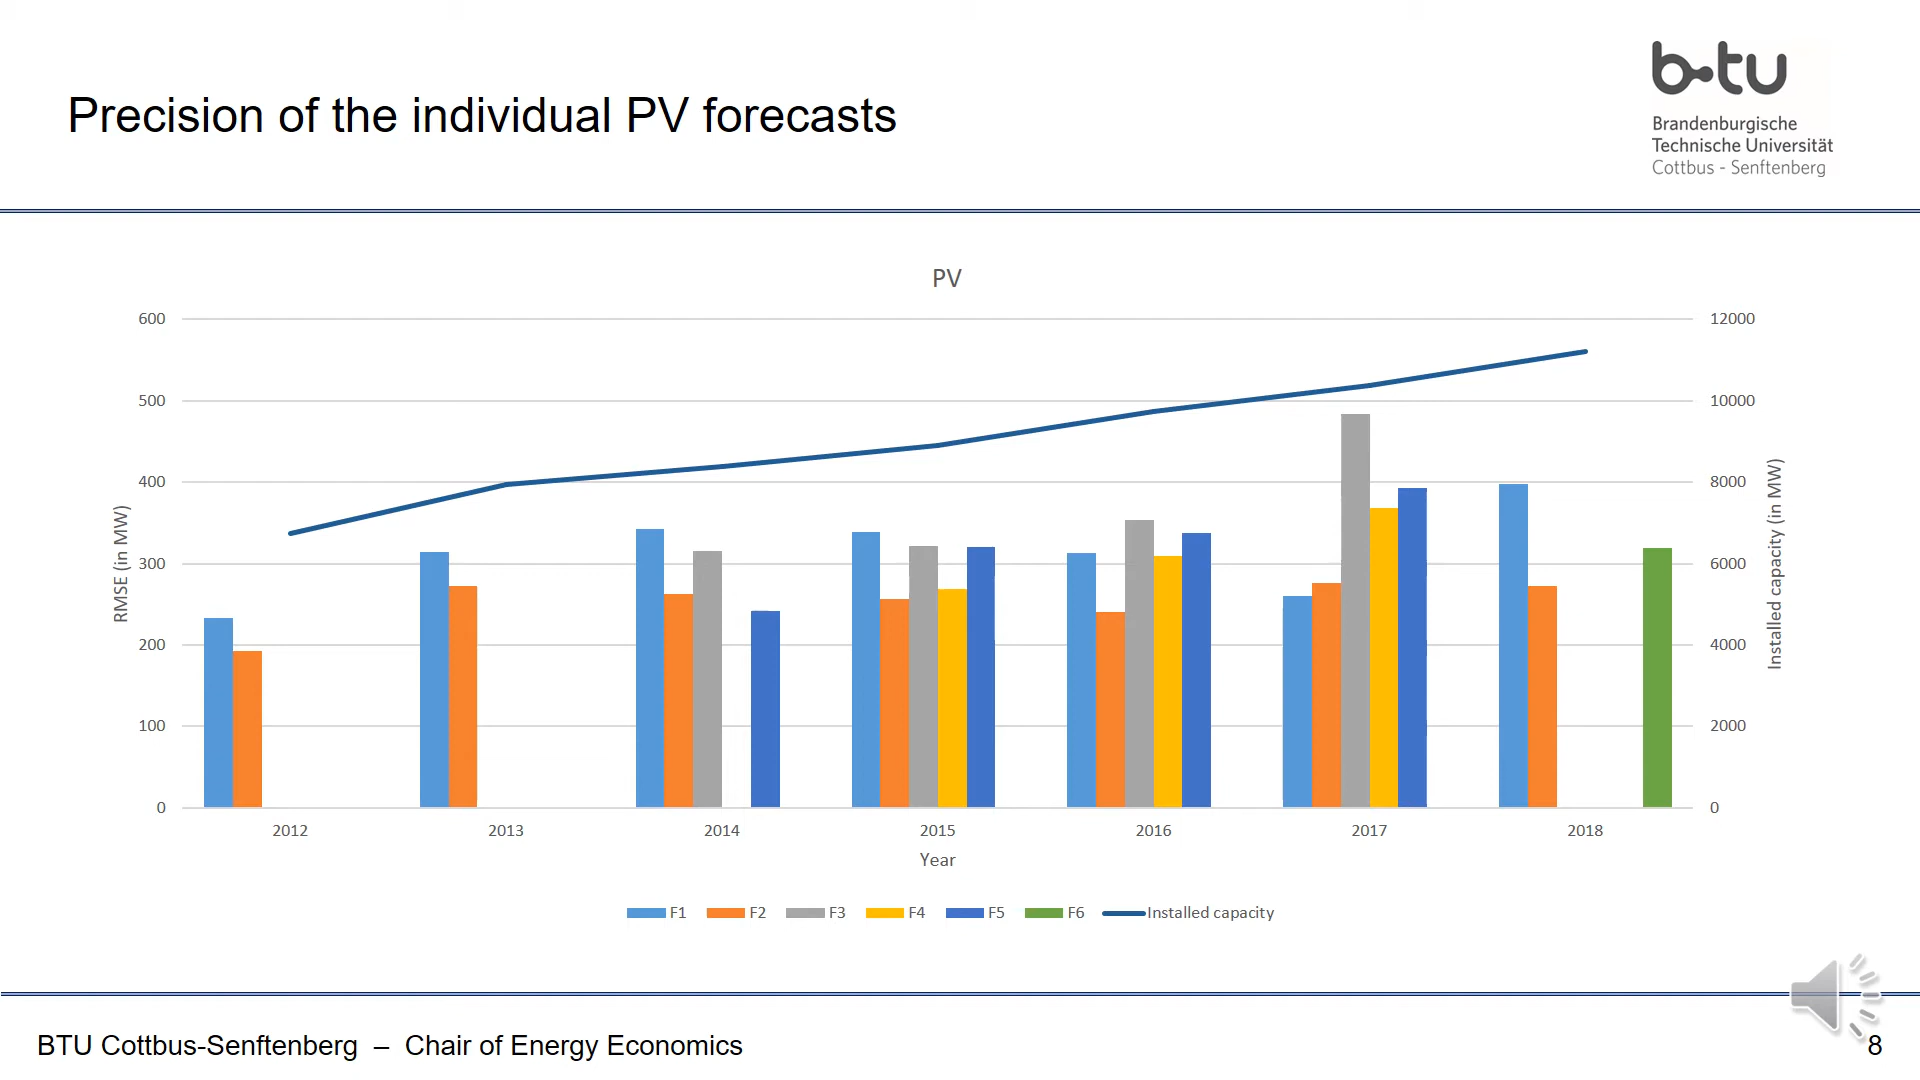 Precision of the individual PV forecasts
b-tu
Brandenburgische
Technische Universität
Cottbus - Senftenberg
PV
600
500
400
300
200
100
0
RMSE (in MW)
12000
10000
8000
6000
4000
2000
0
Installed capacity (in MW)
2012 2013 2014 2015 2016 2017 2018
Year
F1 F2 F3 F4 F5 F6 Installed capacity
BTU Cottbus-Senftenberg – Chair of Energy Economics
8